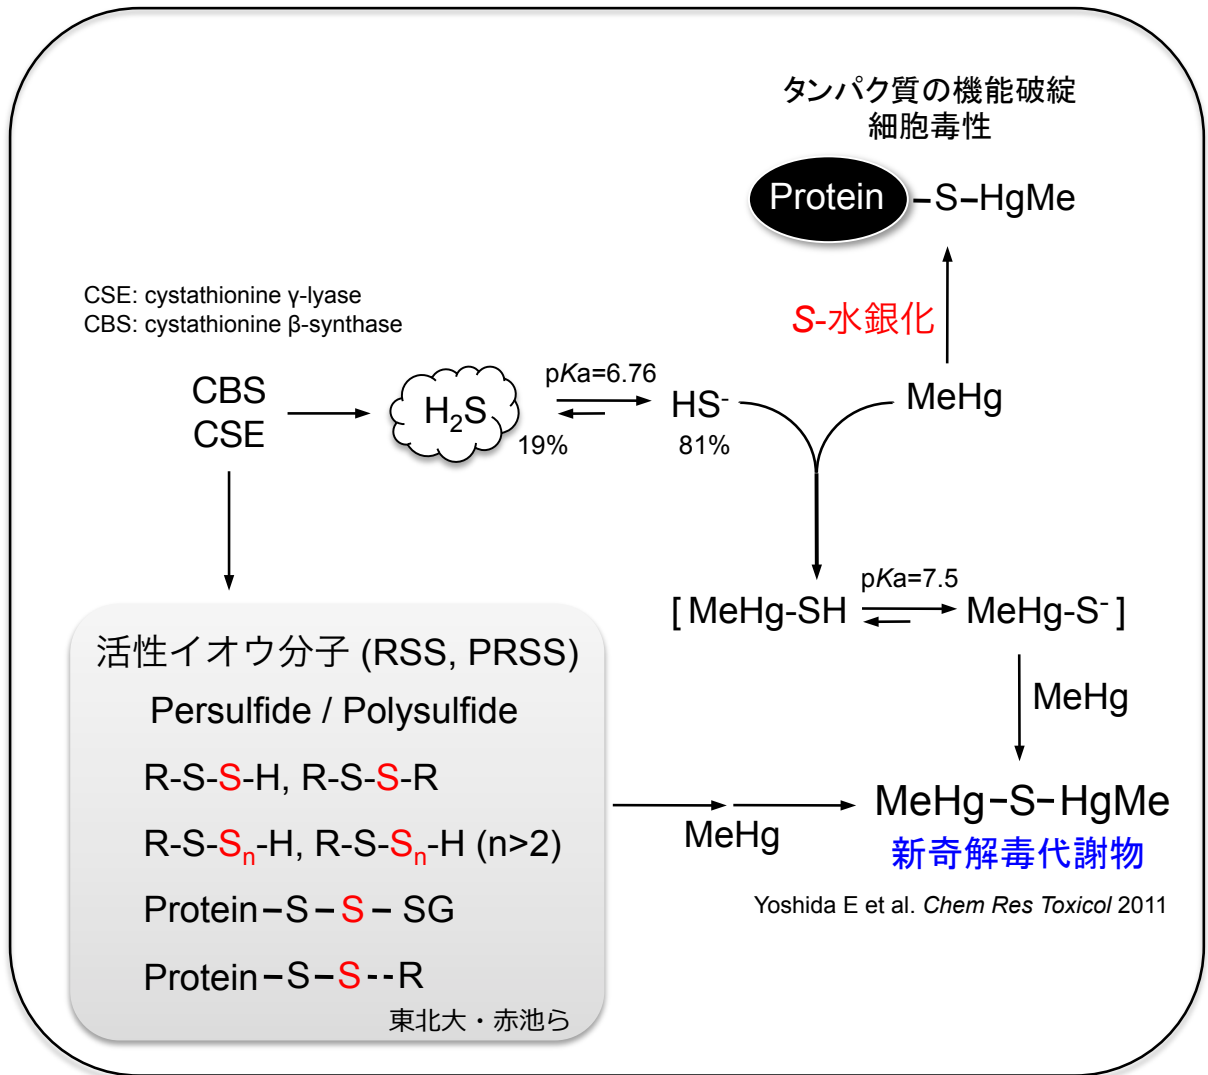 タンパク質の機能破綻
細胞毒性
Protein–S–HgMe
CSE: cystathionine γ-lyase
CBS: cystathionine β-synthase
S-水銀化
CBS
CSE
H₂S
19%
pKa=6.76
HS⁻
81%
MeHg
pKa=7.5
[ MeHg-SH
MeHg-S⁻ ]
MeHg
活性イオウ分子 (RSS, PRSS)
Persulfide / Polysulfide
R-S-S-H, R-S-S-R
R-S-Sₙ-H, R-S-Sₙ-H (n>2)
Protein–S–S–SG
Protein–S–S--R
東北大・赤池ら
MeHg
MeHg–S–HgMe
新奇解毒代謝物
Yoshida E et al. Chem Res Toxicol 2011